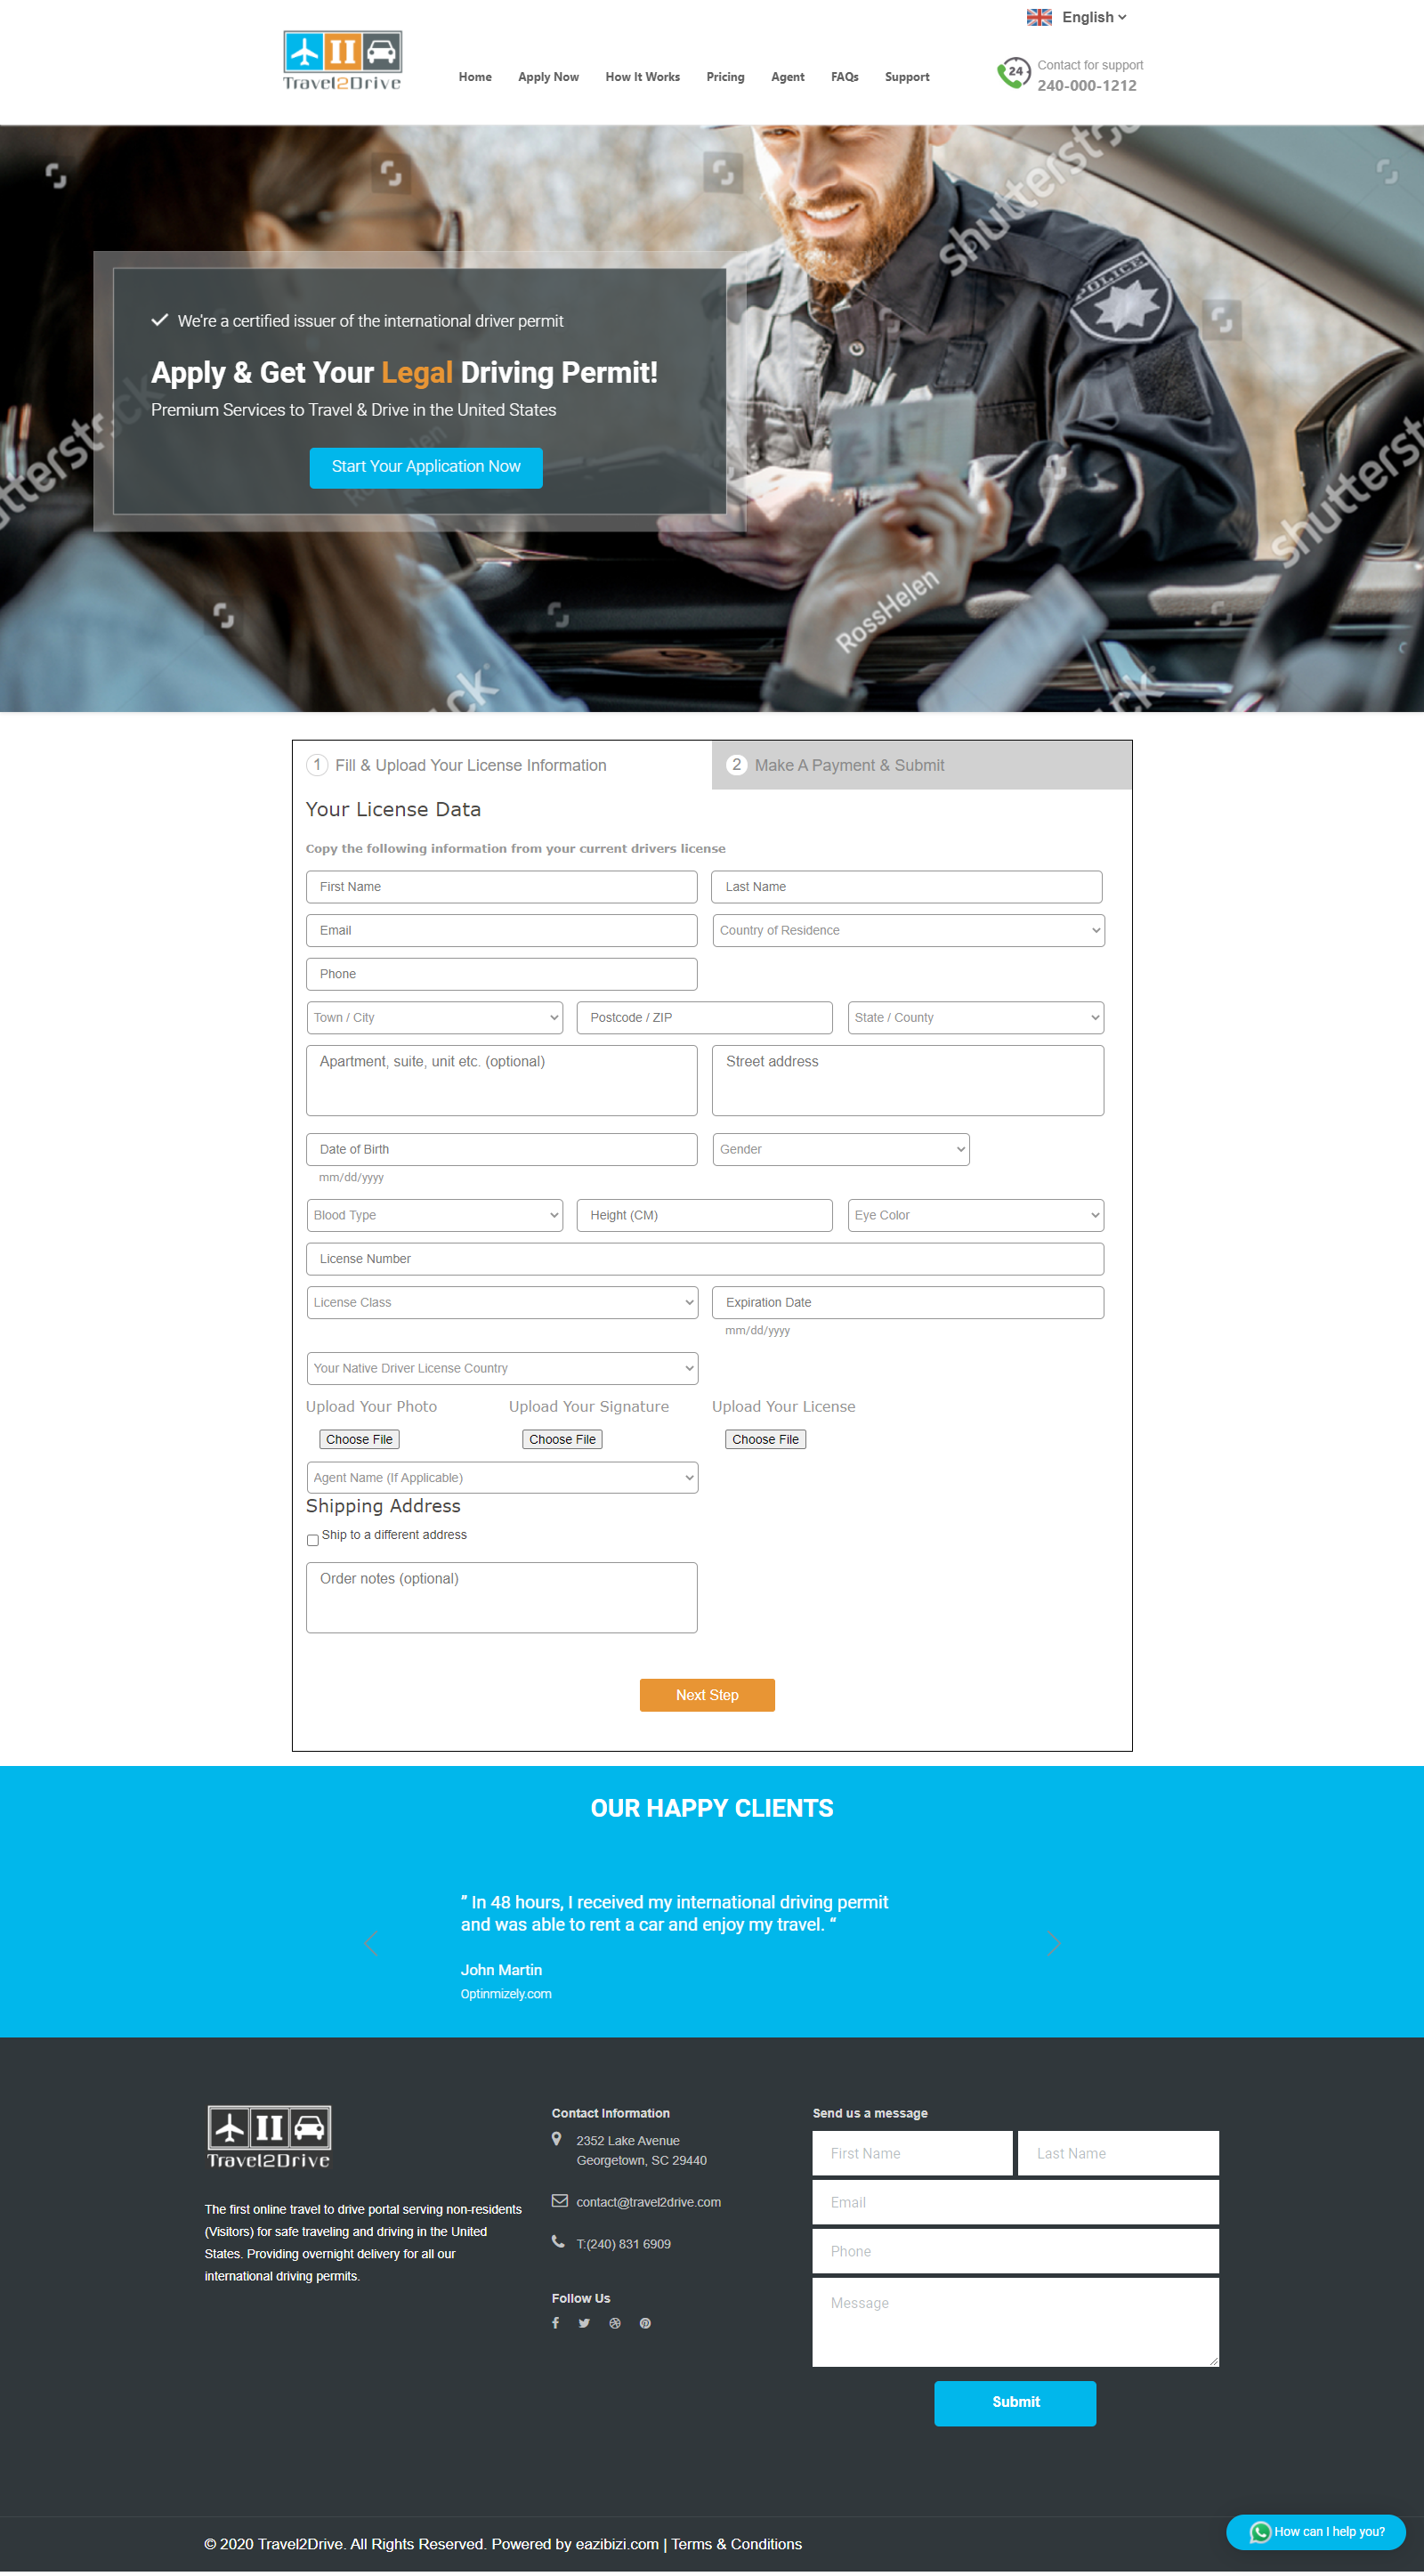 English
Travel2Drive
Home
Apply Now
How It Works
Pricing
Agent
FAQs
Support
24
Contact for support
240-000-1212
shutterst
POLICE
We're a certified issuer of the international driver permit
Apply & Get Your Legal Driving Permit!
Premium Services to Travel & Drive in the United States
Start Your Application Now
shutterst
shutterst
RossHelen
RossHelen
ck
ck
1 Fill & Upload Your License Information
2 Make A Payment & Submit
Your License Data
Copy the following information from your current drivers license
First Name
Last Name
Email
Country of Residence
Phone
Town / City
Postcode / ZIP
State / County
Apartment, suite, unit etc. (optional)
Street address
Date of Birth
Gender
mm/dd/yyyy
Blood Type
Height (CM)
Eye Color
License Number
License Class
Expiration Date
mm/dd/yyyy
Your Native Driver License Country
Upload Your Photo
Upload Your Signature
Upload Your License
Choose File
Choose File
Choose File
Agent Name (If Applicable)
Shipping Address
Ship to a different address
Order notes (optional)
Next Step
OUR HAPPY CLIENTS
” In 48 hours, I received my international driving permit
and was able to rent a car and enjoy my travel. “
John Martin
Optinmizely.com
Travel2Drive
The first online travel to drive portal serving non-residents
(Visitors) for safe traveling and driving in the United
States. Providing overnight delivery for all our
international driving permits.
Contact Information
2352 Lake Avenue
Georgetown, SC 29440
contact@travel2drive.com
T:(240) 831 6909
Follow Us
Send us a message
First Name
Last Name
Email
Phone
Message
Submit
© 2020 Travel2Drive. All Rights Reserved. Powered by eazibizi.com | Terms & Conditions
How can I help you?